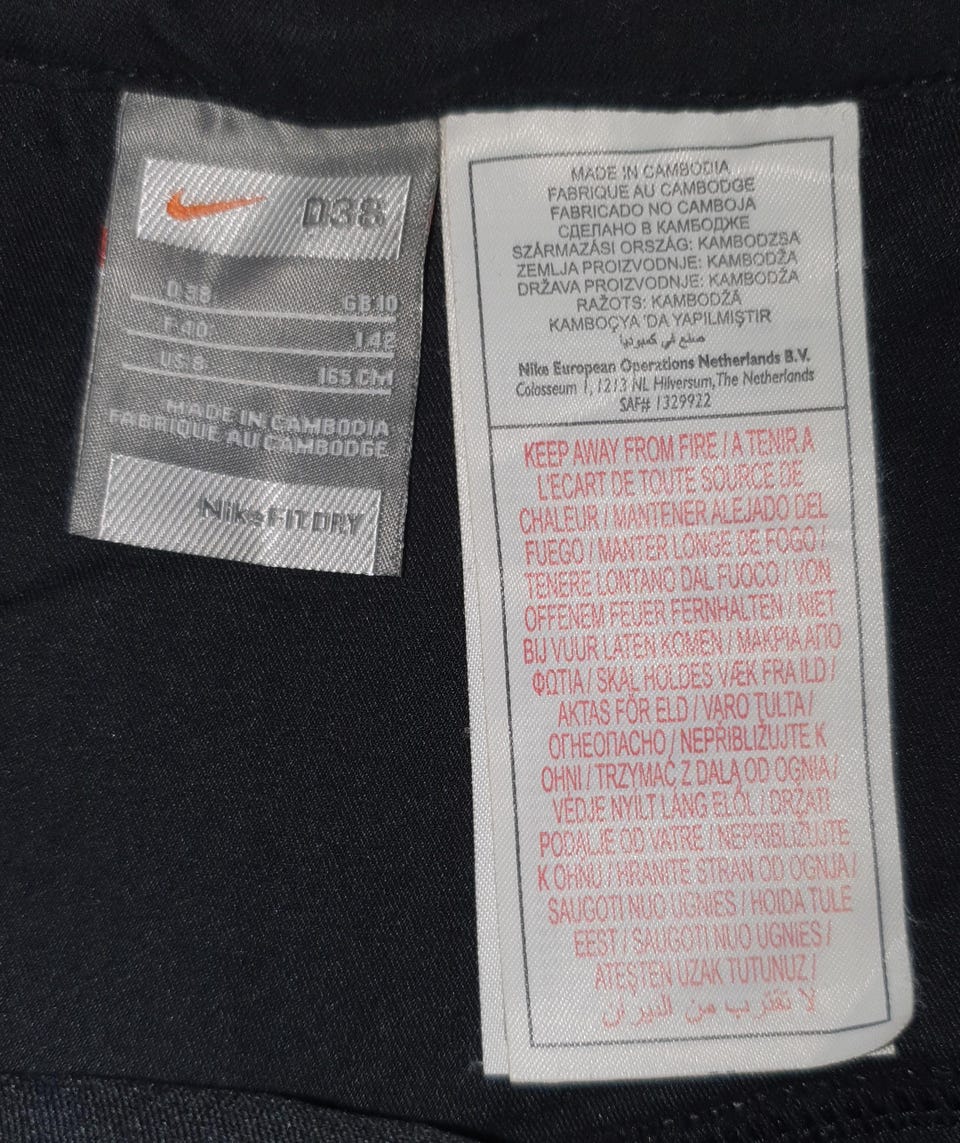 D38
D 38 GB 10
F 40 I 42
US 8 165 CM
MADE IN CAMBODIA
FABRIQUE AU CAMBODGE
Nike FIT DRY
MADE IN CAMBODIA
FABRIQUE AU CAMBODGE
FABRICADO NO CAMBOJA
СДЕЛАНО В КАМБОДЖЕ
SZÁRMAZÁSI ORSZÁG: KAMBODZSA
ZEMLJA PROIZVODNJE: KAMBODŽA
DRŽAVA PROIZVODNJE: KAMBODŽA
RAŽOTS: KAMBODŽĀ
KAMBOÇYA 'DA YAPILMIŞTIR
صنع في كمبوديا
Nike European Operations Netherlands B.V.
Colosseum 1, 1213 NL Hilversum, The Netherlands
SAF# 1329922
KEEP AWAY FROM FIRE / A TENIR A
L'ECART DE TOUTE SOURCE DE
CHALEUR / MANTENER ALEJADO DEL
FUEGO / MANTER LONGE DE FOGO /
TENERE LONTANO DAL FUOCO / VON
OFFENEM FEUER FERNHALTEN / NIET
BIJ VUUR LATEN KOMEN / ΜΑΚΡΙΑ ΑΠΟ
ΦΩΤΙΑ / SKAL HOLDES VÆK FRA ILD /
AKTAS FÖR ELD / VARO TULTA /
ОГНЕОПАСНО / NEPŘIBLIŽUJTE K
OHNI / TRZYMAĆ Z DALA OD OGNIA /
VÉDJE NYÍLT LÁNG ELŐL / DRŽATI
PODALJE OD VATRE / NEPRIBLIŽUJTE
K OHNU / HRANITE STRAN OD OGNJA /
SAUGOTI NUO UGNIES / HOIDA TULE
EEST / SAUGOTI NUO UGNIES /
ATEŞTEN UZAK TUTUNUZ /
لا تقترب من النيران